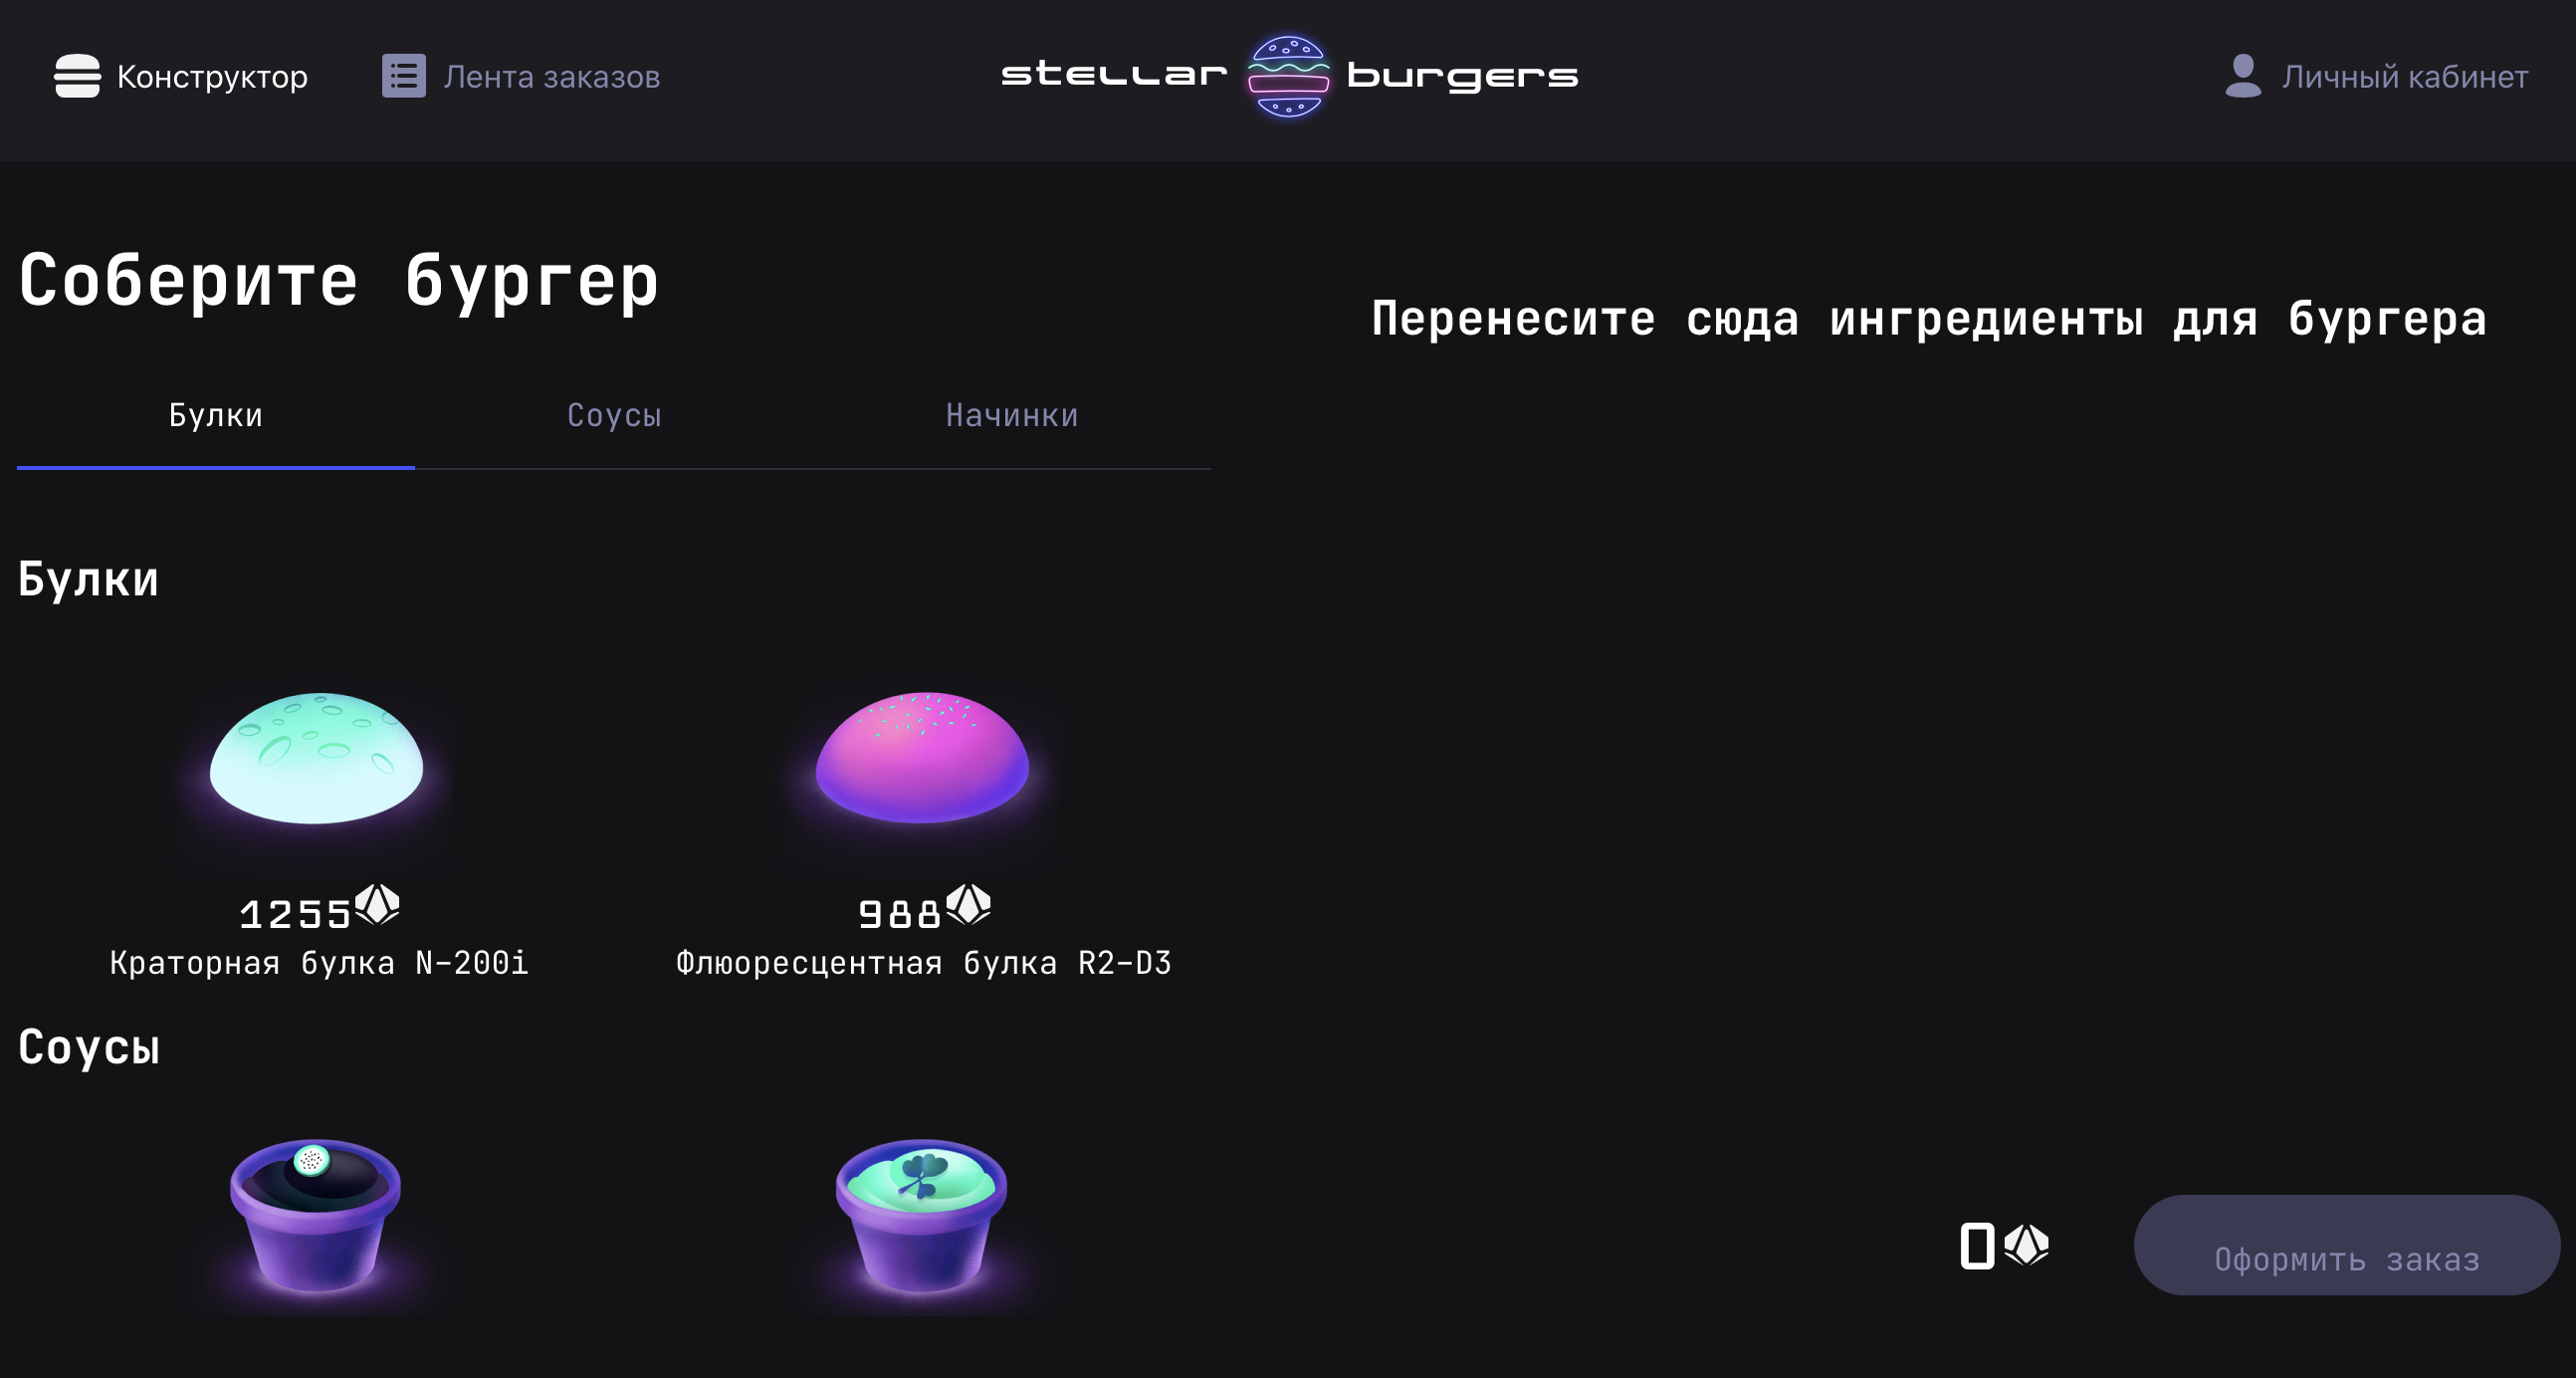 Конструктор
Лента заказов
stellar burgers
Личный кабинет
Соберите бургер
Булки
Соусы
Начинки
Булки
1255
Краторная булка N-200i
988
Флюоресцентная булка R2-D3
Соусы
Перенесите сюда ингредиенты для бургера
0
Оформить заказ